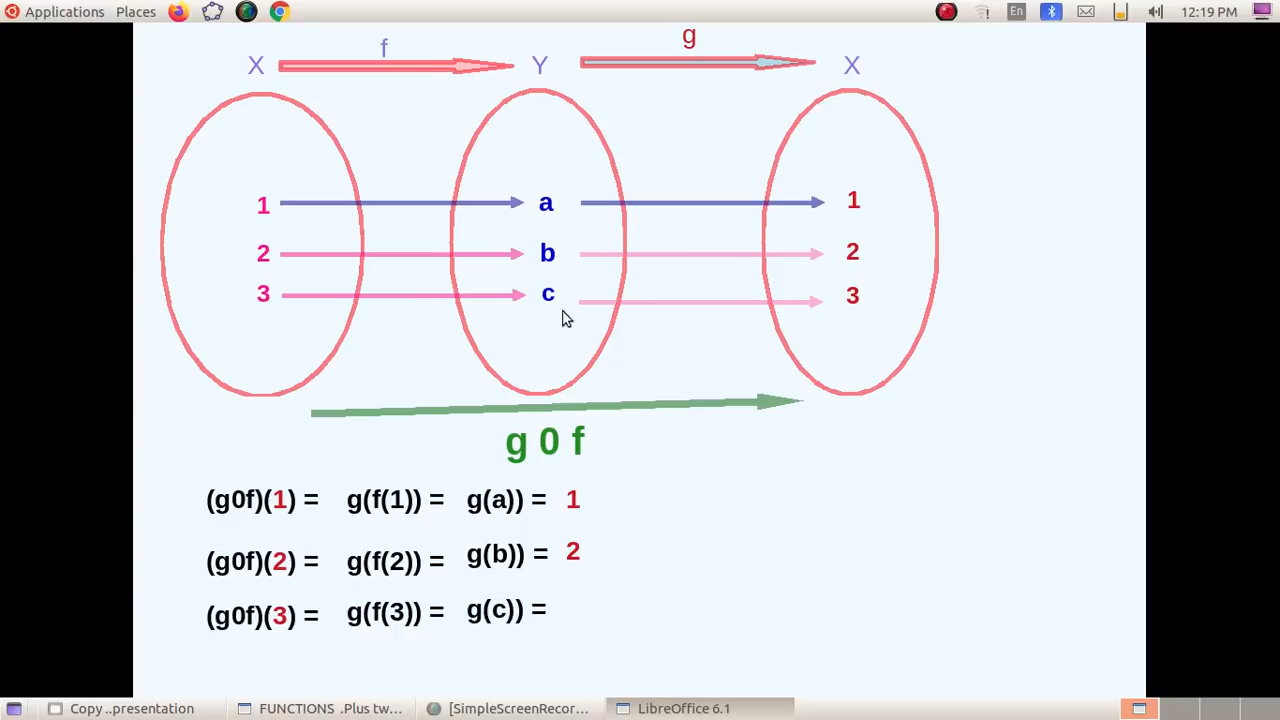 Applications Places En 12:19 PM
f g
X Y X
1 a 1
2 b 2
3 c 3
g 0 f
(g0f)(1) = g(f(1)) = g(a)) = 1
(g0f)(2) = g(f(2)) = g(b)) = 2
(g0f)(3) = g(f(3)) = g(c)) =
Copy ..presentation FUNCTIONS .Plus tw... [SimpleScreenRecor... LibreOffice 6.1